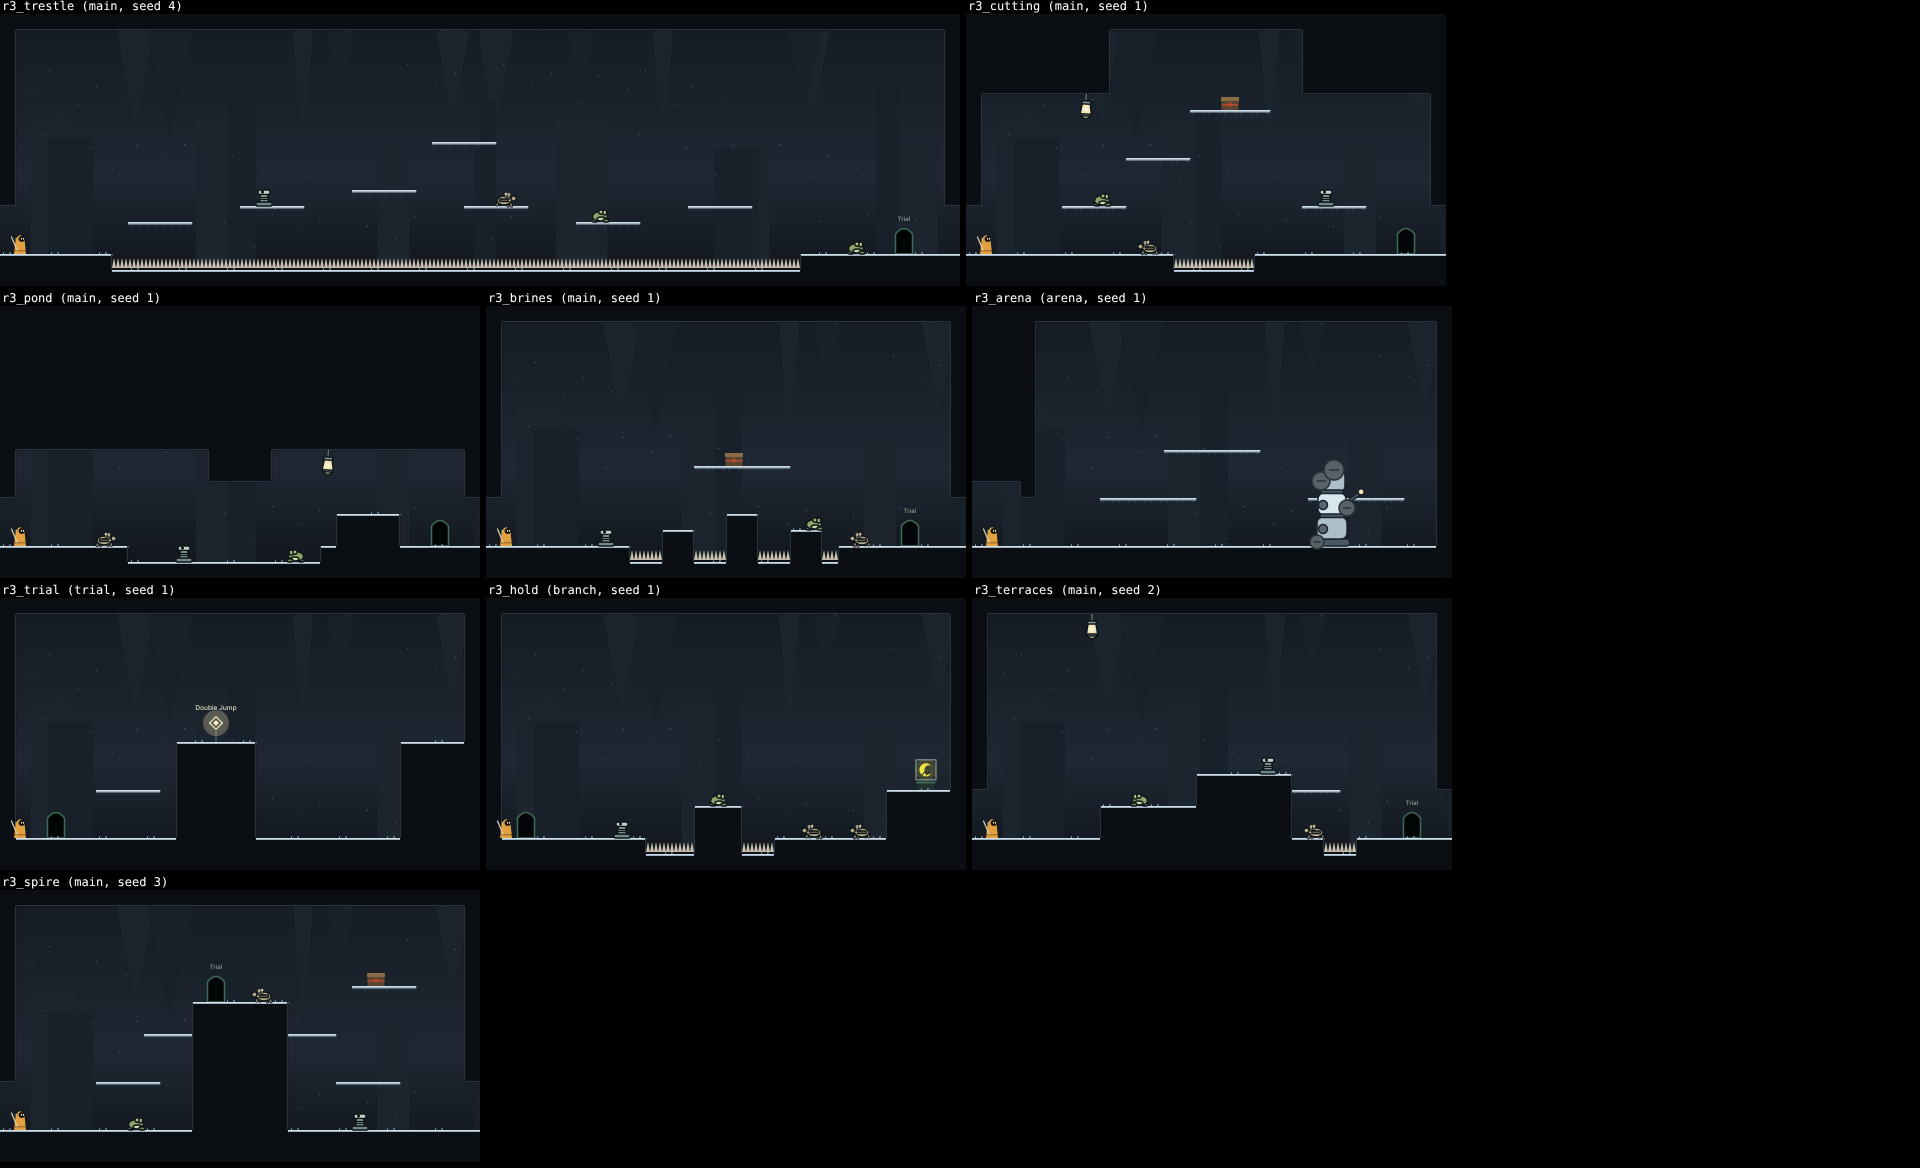 r3_trestle (main, seed 4)
Trial
r3_cutting (main, seed 1)
r3_pond (main, seed 1)
r3_brines (main, seed 1)
Trial
r3_arena (arena, seed 1)
r3_trial (trial, seed 1)
Double Jump
r3_hold (branch, seed 1)
r3_terraces (main, seed 2)
Trial
r3_spire (main, seed 3)
Trial